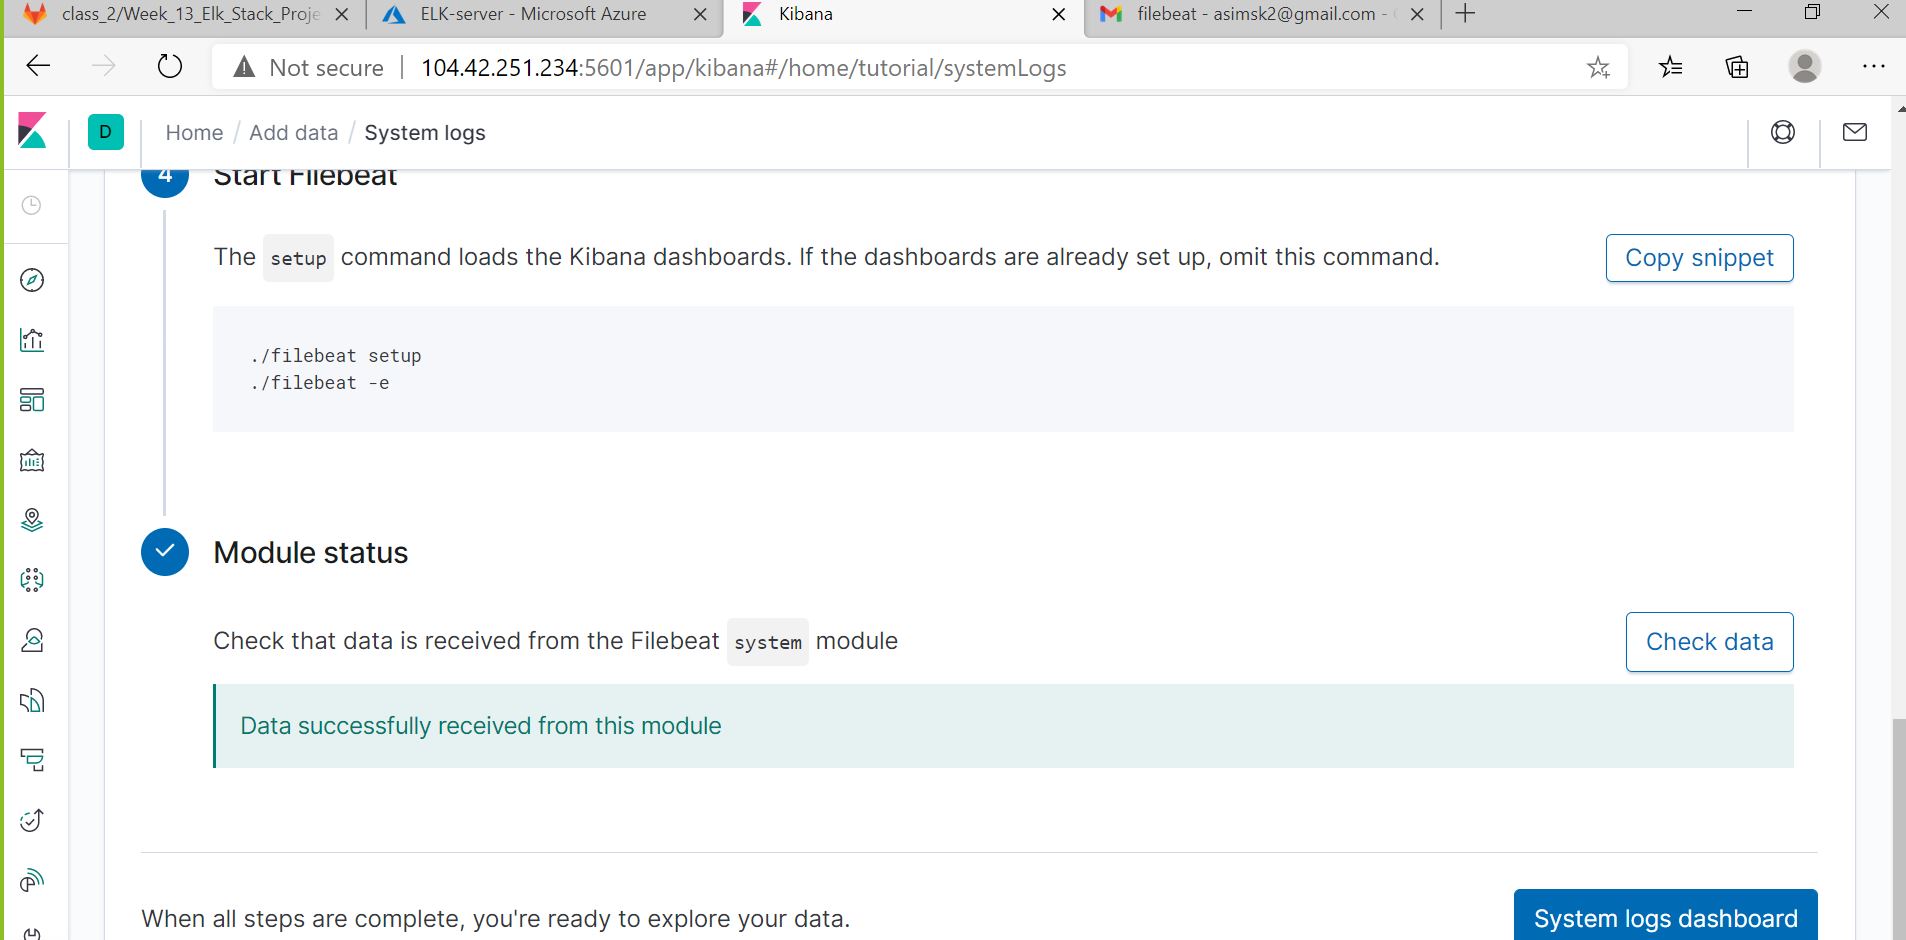 class_2/Week_13_Elk_Stack_Proje
ELK-server - Microsoft Azure
Kibana
filebeat - asimsk2@gmail.com -
Not secure
104.42.251.234:5601/app/kibana#/home/tutorial/systemLogs
D
Home / Add data / System logs
4
Start Filebeat
The setup command loads the Kibana dashboards. If the dashboards are already set up, omit this command.
Copy snippet
./filebeat setup
./filebeat -e
Module status
Check that data is received from the Filebeat system module
Check data
Data successfully received from this module
When all steps are complete, you're ready to explore your data.
System logs dashboard